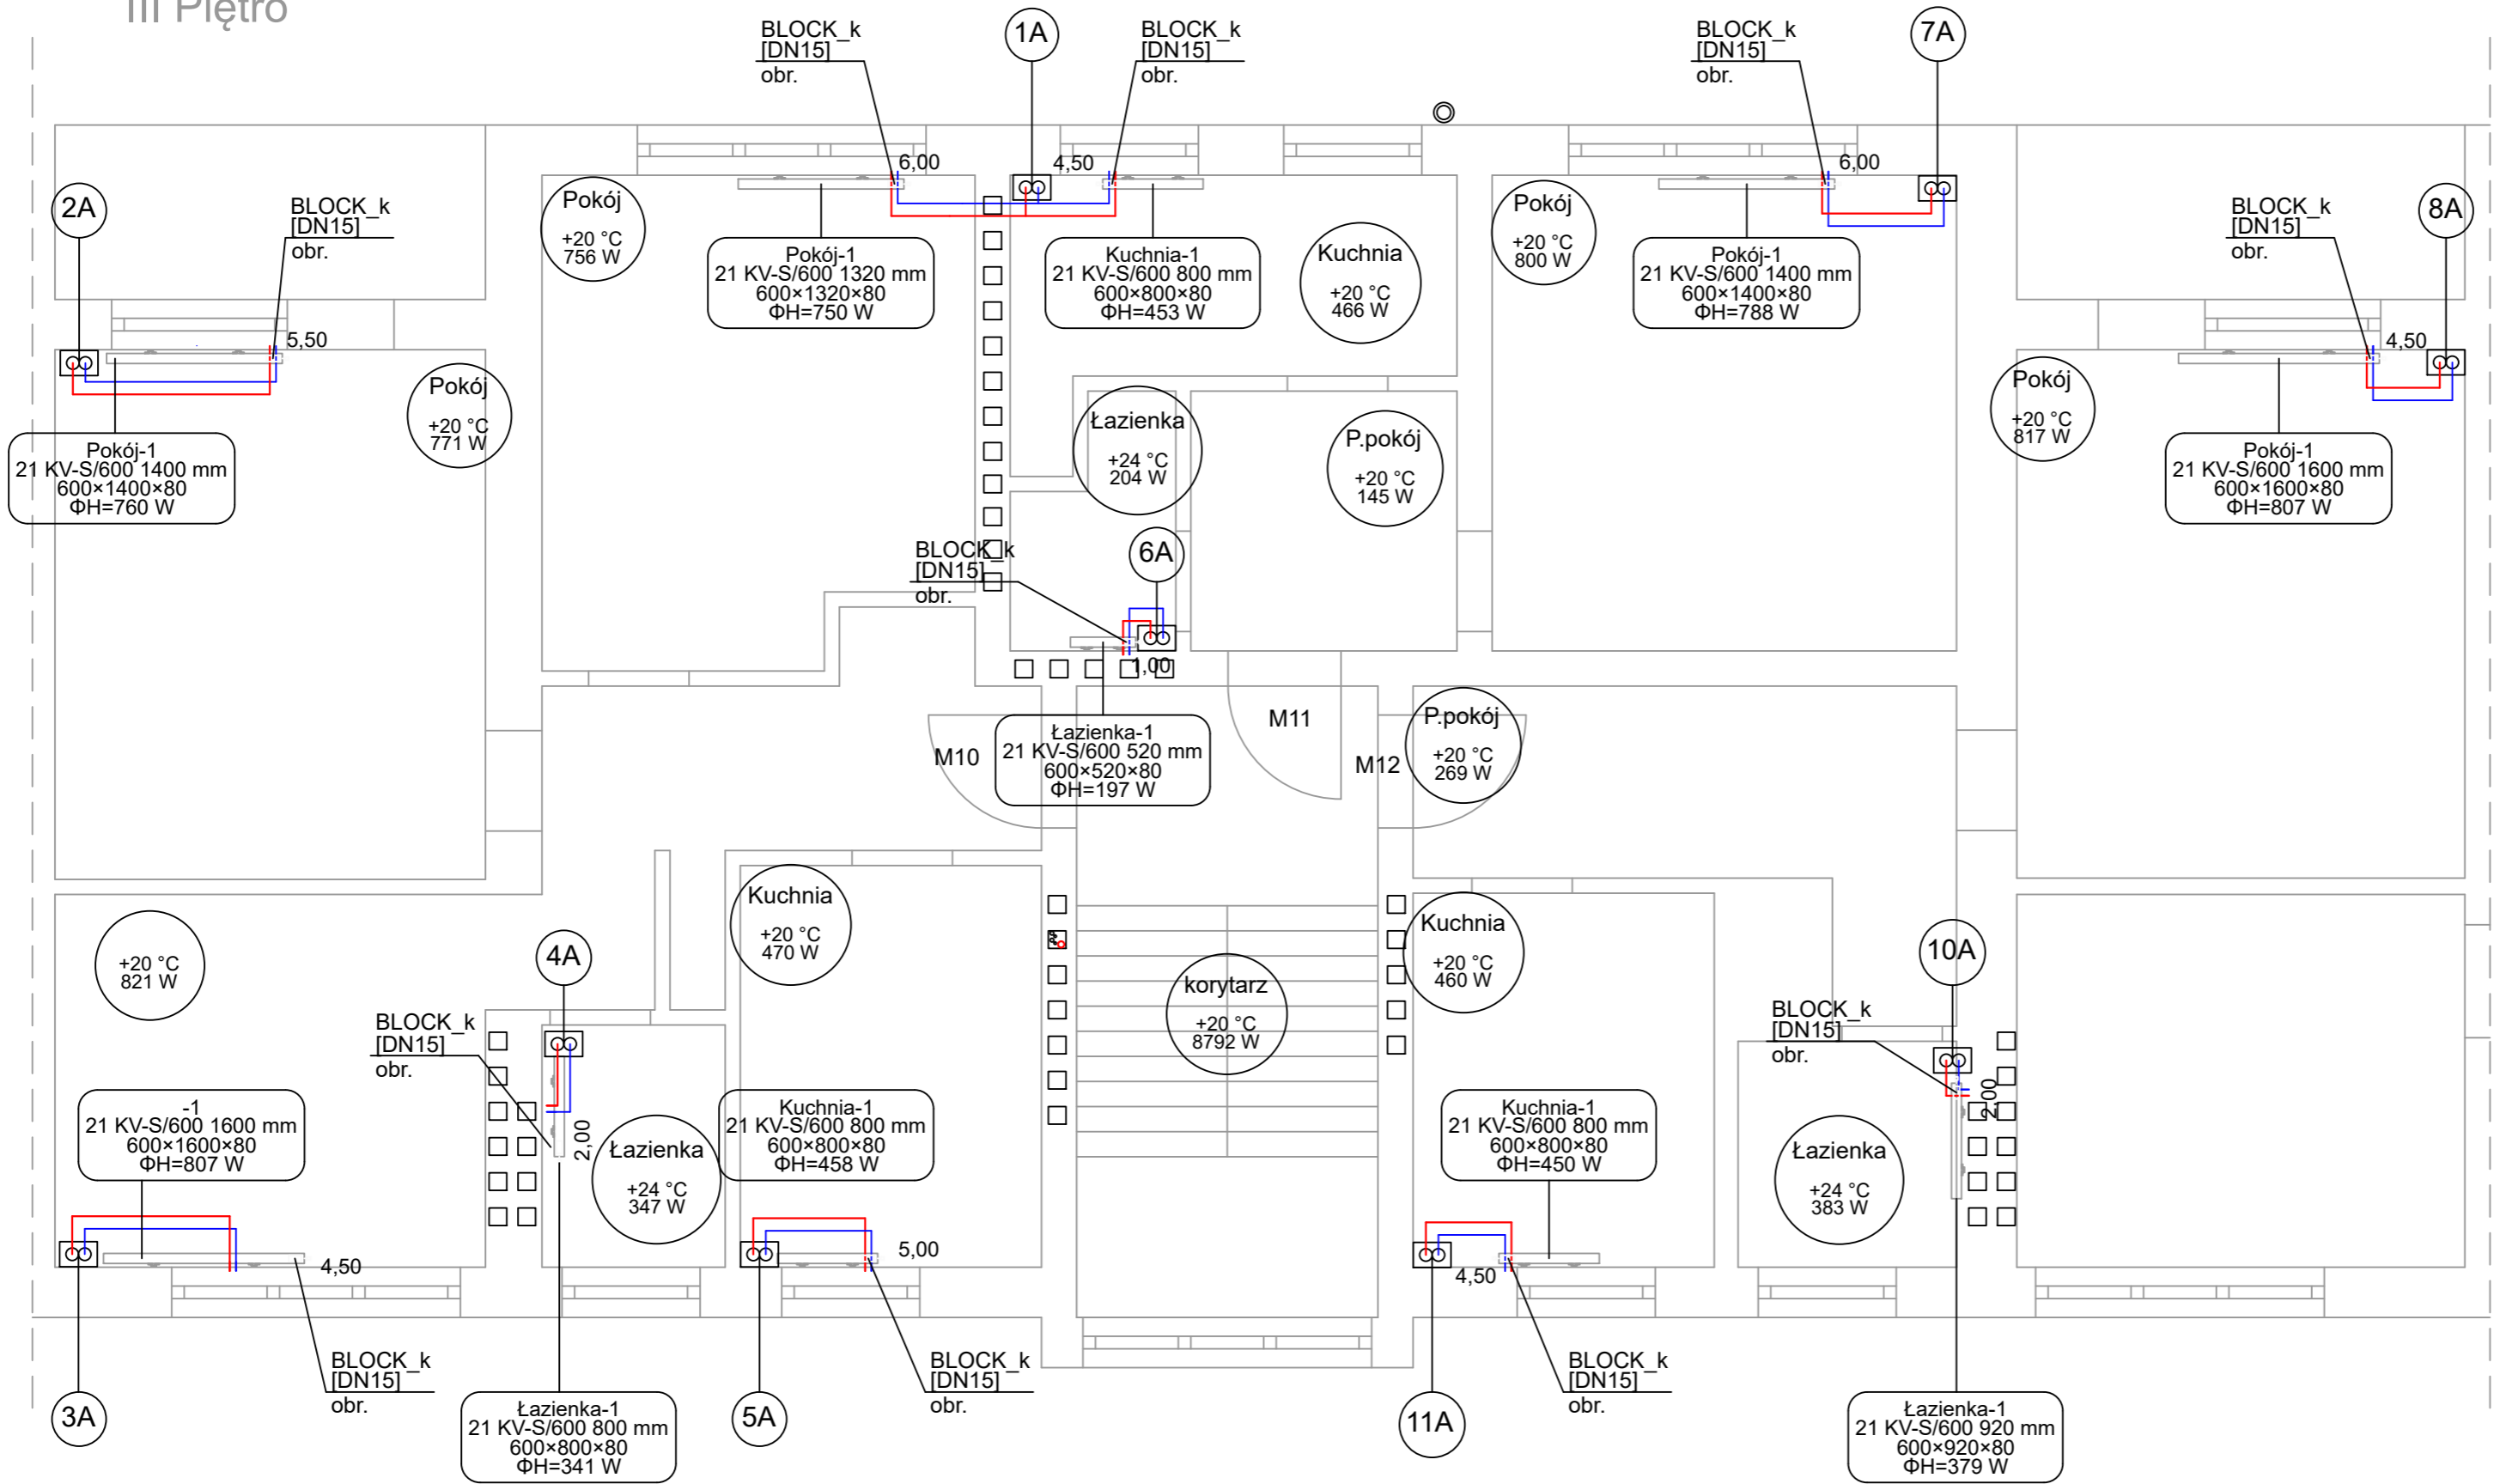 III Piętro
BLOCK_k
[DN15]
obr.
1A
BLOCK_k
[DN15]
obr.
BLOCK_k
[DN15]
obr.
7A
2A
BLOCK_k
[DN15]
obr.
5,50
Pokój
+20 °C
756 W
6,00
4,50
Pokój-1
21 KV-S/600 1320 mm
600×1320×80
ΦH=750 W
Kuchnia-1
21 KV-S/600 800 mm
600×800×80
ΦH=453 W
Kuchnia
+20 °C
466 W
Pokój
+20 °C
800 W
6,00
Pokój-1
21 KV-S/600 1400 mm
600×1400×80
ΦH=788 W
BLOCK_k
[DN15]
obr.
8A
4,50
Pokój
+20 °C
771 W
Pokój-1
21 KV-S/600 1400 mm
600×1400×80
ΦH=760 W
Łazienka
+24 °C
204 W
P.pokój
+20 °C
145 W
Pokój
+20 °C
817 W
Pokój-1
21 KV-S/600 1600 mm
600×1600×80
ΦH=807 W
BLOCK_k
[DN15]
obr.
6A
1,00
M10
Łazienka-1
21 KV-S/600 520 mm
600×520×80
ΦH=197 W
M11
M12
P.pokój
+20 °C
269 W
+20 °C
821 W
4A
Kuchnia
+20 °C
470 W
korytarz
+20 °C
8792 W
Kuchnia
+20 °C
460 W
10A
BLOCK_k
[DN15]
obr.
BLOCK_k
[DN15]
obr.
-1
21 KV-S/600 1600 mm
600×1600×80
ΦH=807 W
2,00
Łazienka
+24 °C
347 W
Kuchnia-1
21 KV-S/600 800 mm
600×800×80
ΦH=458 W
Kuchnia-1
21 KV-S/600 800 mm
600×800×80
ΦH=450 W
Łazienka
+24 °C
383 W
2,00
4,50
5,00
4,50
3A
BLOCK_k
[DN15]
obr.
Łazienka-1
21 KV-S/600 800 mm
600×800×80
ΦH=341 W
5A
BLOCK_k
[DN15]
obr.
11A
BLOCK_k
[DN15]
obr.
Łazienka-1
21 KV-S/600 920 mm
600×920×80
ΦH=379 W